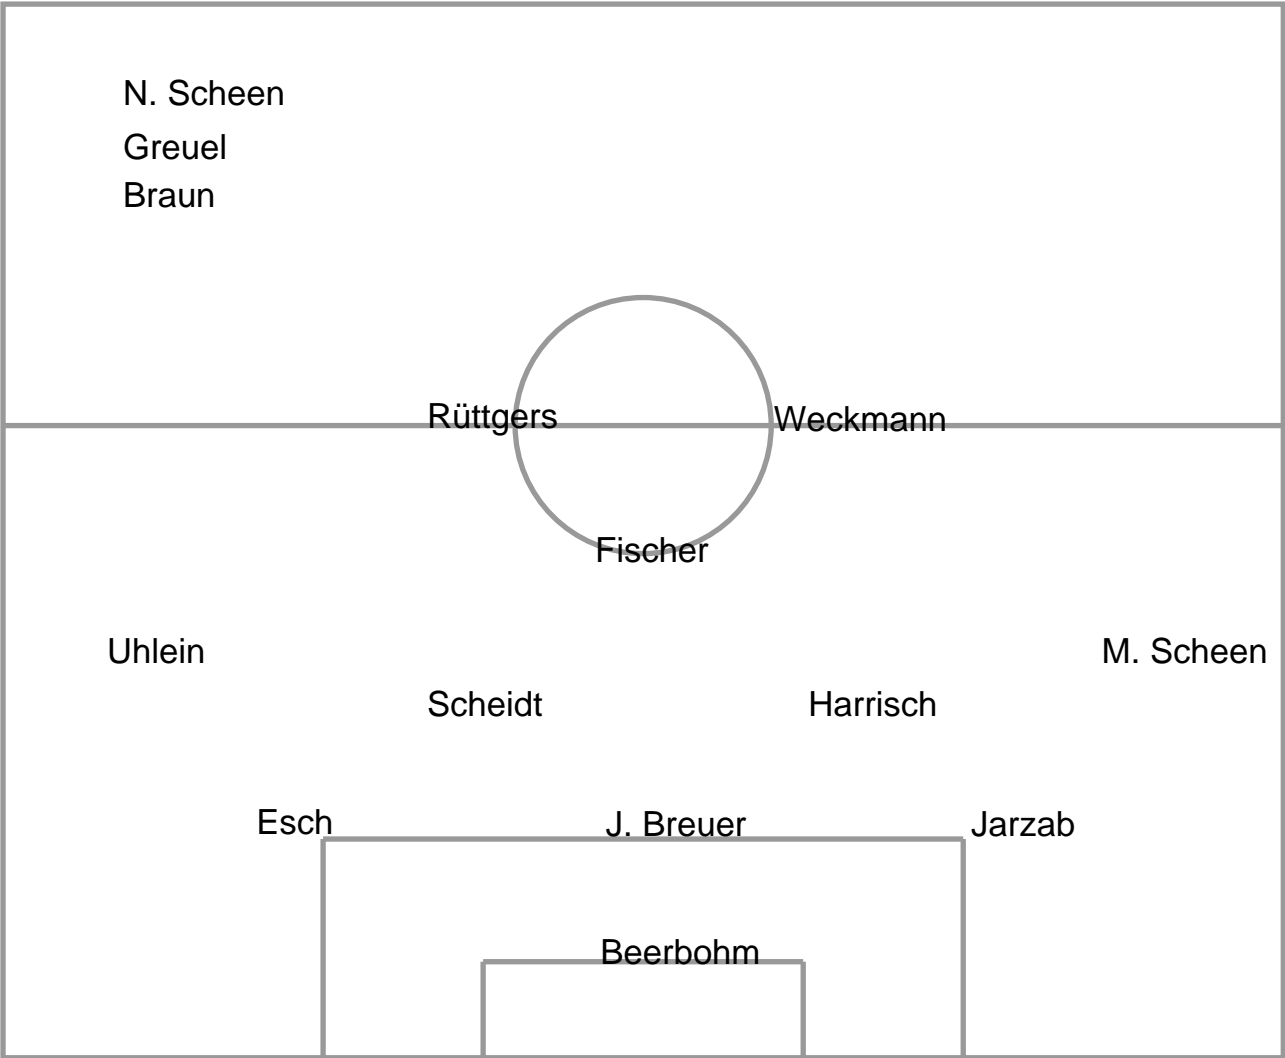 N. Scheen
Greuel
Braun
Rüttgers
Weckmann
Fischer
Uhlein
M. Scheen
Scheidt
Harrisch
Esch
J. Breuer
Jarzab
Beerbohm